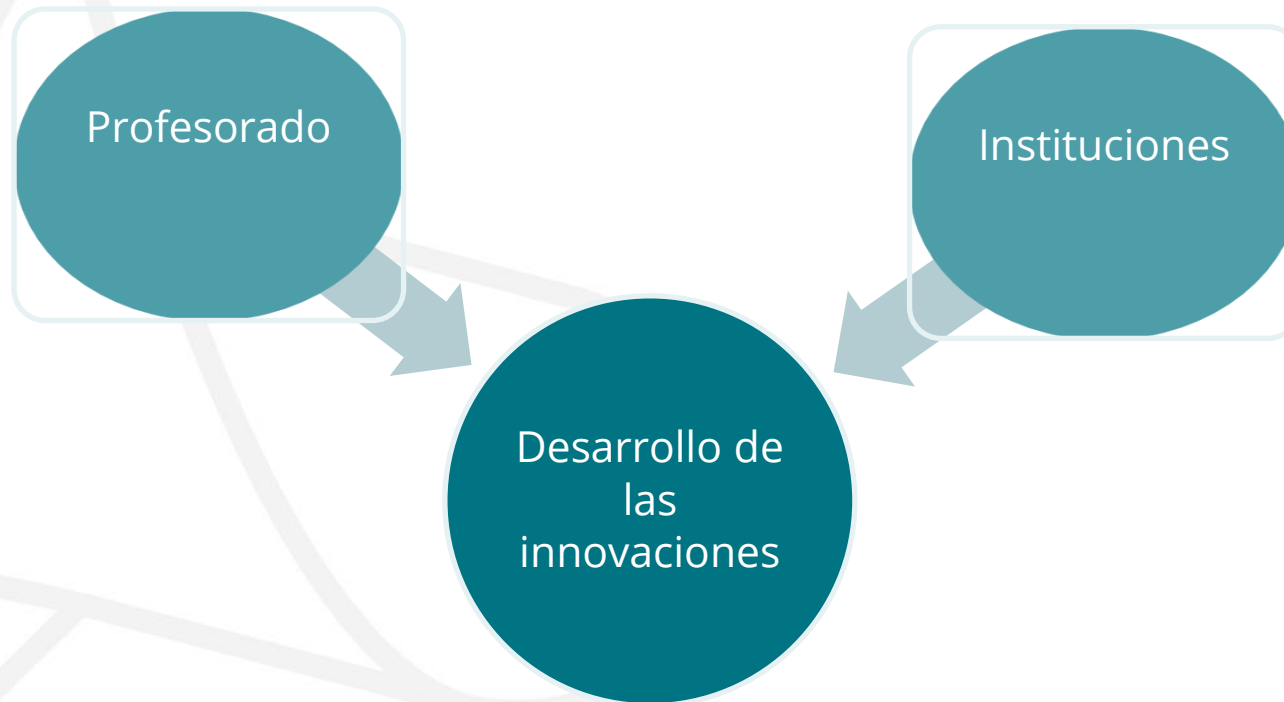 Profesorado
Instituciones
Desarrollo de
las
innovaciones